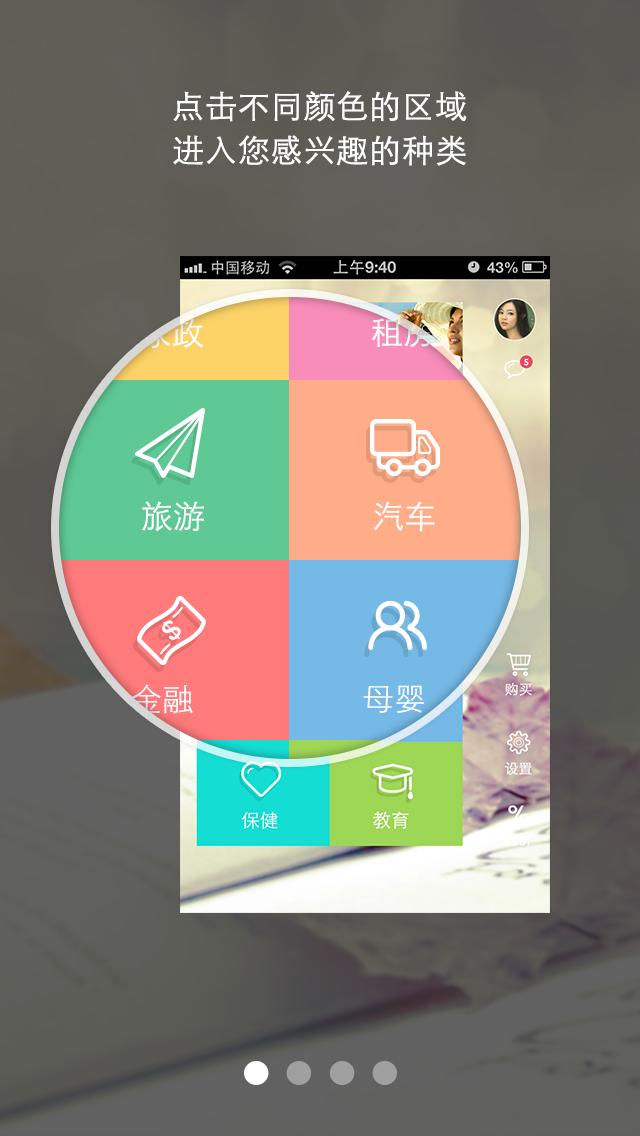 点击不同颜色的区域
进入您感兴趣的种类
中国移动
上午9:40
43%
家政
租房
5
旅游
汽车
金融
母婴
购买
设置
保健
教育
%